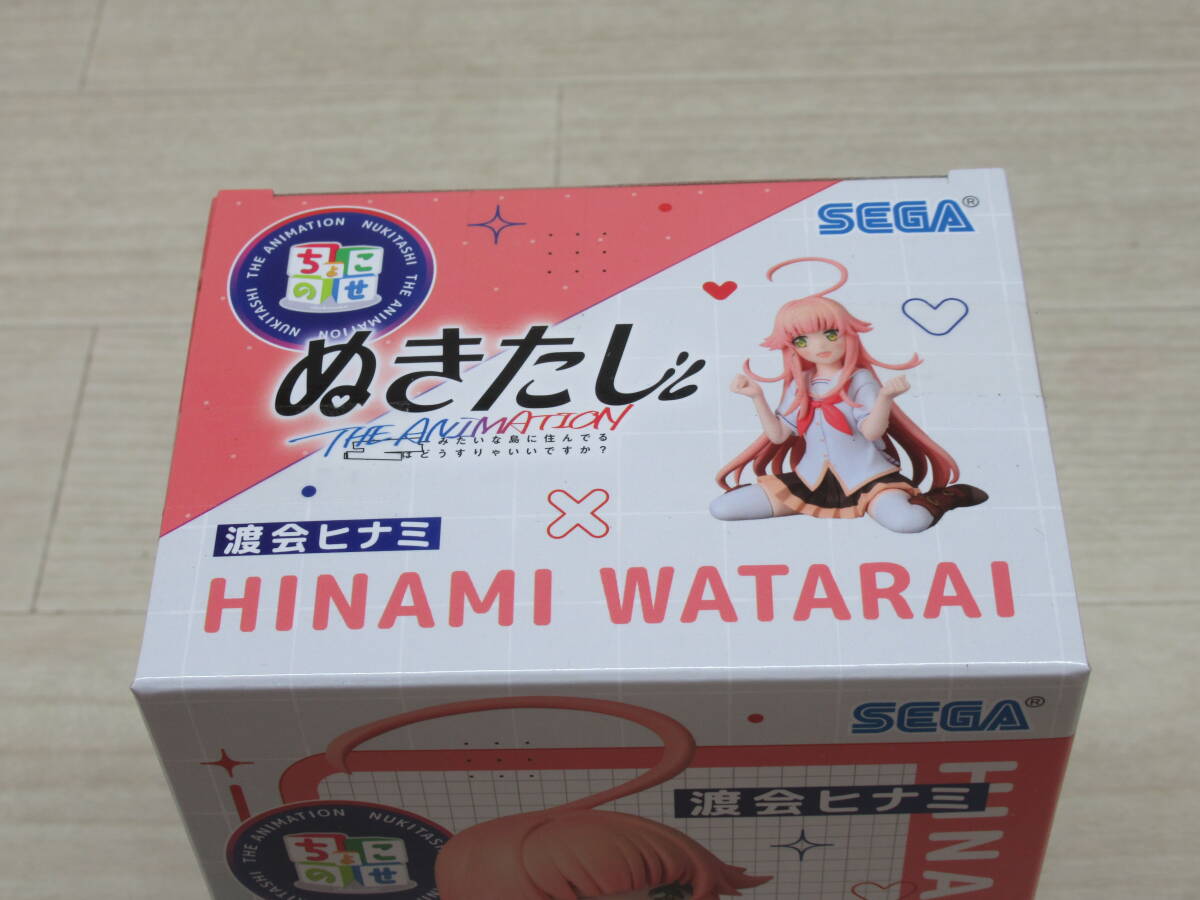 THE ANIMATION NUKITASHI THE ANIMATION NUKITASHI
ちょこ
のせ
SEGA®
ぬきたし
THE ANIMATION
みたいな島に住んでる
はどうすりゃいいですか?
渡会ヒナミ
HINAMI WATARAI
SEGA®
渡会ヒナミ
THE ANIMATION NUKITASHI
ちょこ
のせ
HINA